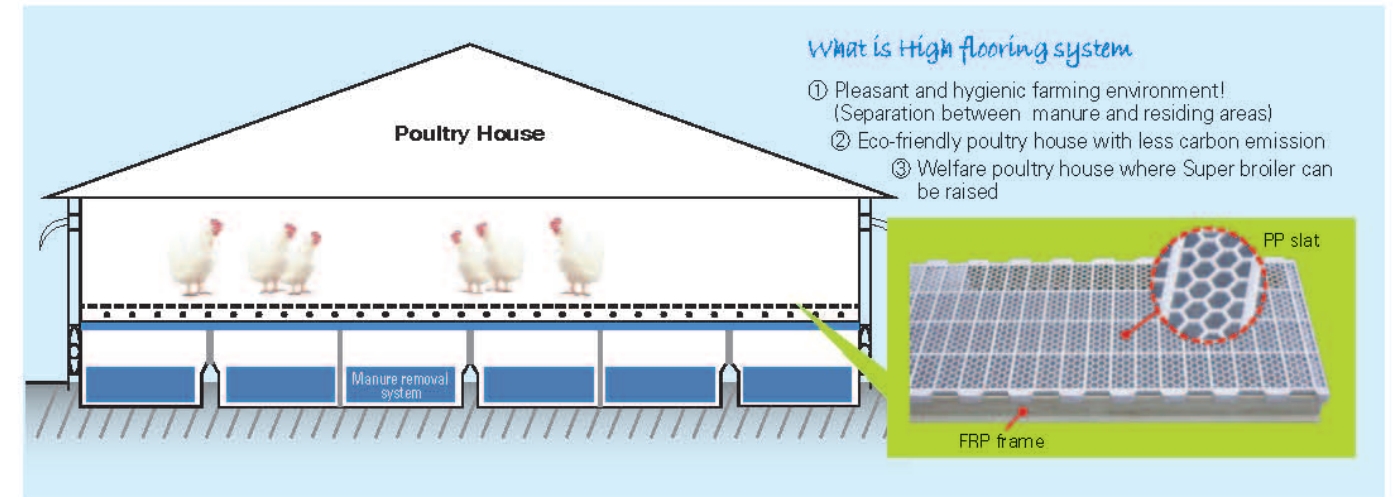 What is High flooring system
① Pleasant and hygienic farming environment!
(Separation between manure and residing areas)
② Eco-friendly poultry house with less carbon emission
③ Welfare poultry house where Super broiler can
be raised
Poultry House
PP slat
Manure removal
system
FRP frame